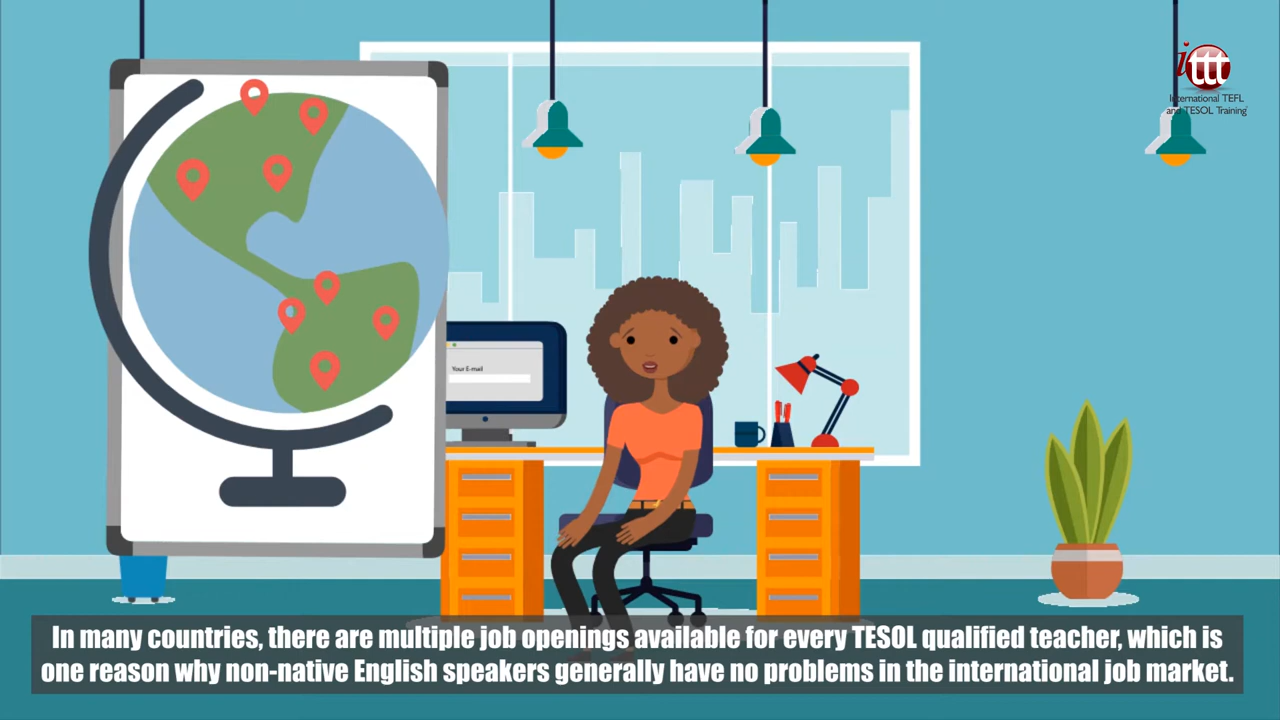 ittt
International TEFL
and TESOL Training
Your E-mail
In many countries, there are multiple job openings available for every TESOL qualified teacher, which is
one reason why non-native English speakers generally have no problems in the international job market.